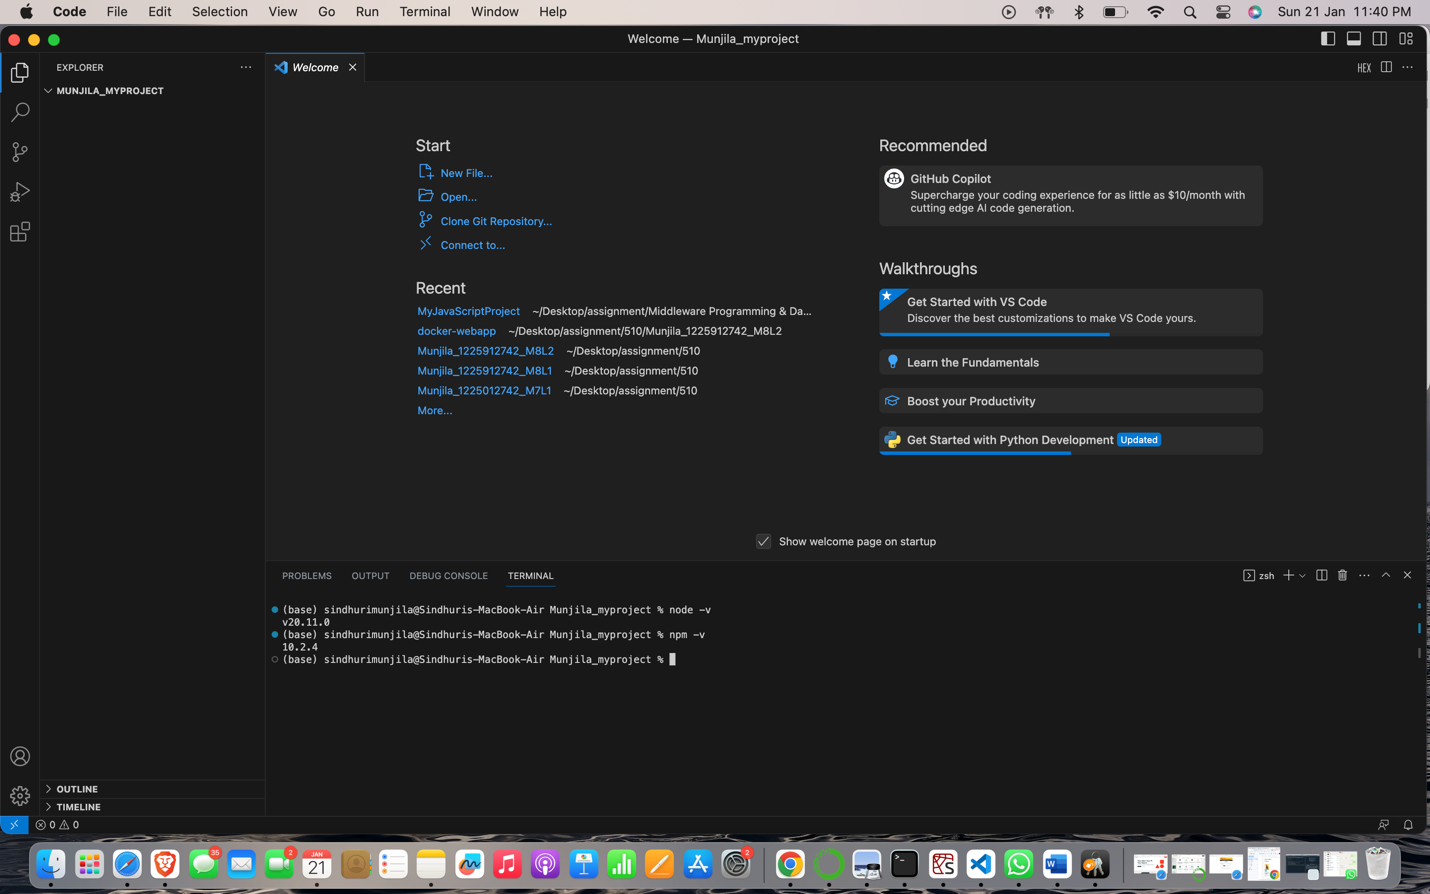 Code File Edit Selection View Go Run Terminal Window Help
Sun 21 Jan 11:40 PM
Welcome — Munjila_myproject
EXPLORER
Welcome
HEX
MUNJILA_MYPROJECT
Start
New File...
Open...
Clone Git Repository...
Connect to...
Recent
MyJavaScriptProject ~/Desktop/assignment/Middleware Programming & Da...
docker-webapp ~/Desktop/assignment/510/Munjila_1225912742_M8L2
Munjila_1225912742_M8L2 ~/Desktop/assignment/510
Munjila_1225912742_M8L1 ~/Desktop/assignment/510
Munjila_1225012742_M7L1 ~/Desktop/assignment/510
More...
Recommended
GitHub Copilot
Supercharge your coding experience for as little as $10/month with
cutting edge AI code generation.
Walkthroughs
Get Started with VS Code
Discover the best customizations to make VS Code yours.
Learn the Fundamentals
Boost your Productivity
Get Started with Python Development Updated
Show welcome page on startup
PROBLEMS OUTPUT DEBUG CONSOLE TERMINAL
zsh
(base) sindhurimunjila@Sindhuris-MacBook-Air Munjila_myproject % node -v
v20.11.0
(base) sindhurimunjila@Sindhuris-MacBook-Air Munjila_myproject % npm -v
10.2.4
(base) sindhurimunjila@Sindhuris-MacBook-Air Munjila_myproject %
OUTLINE
TIMELINE
0 0
35
2
JAN
21
2